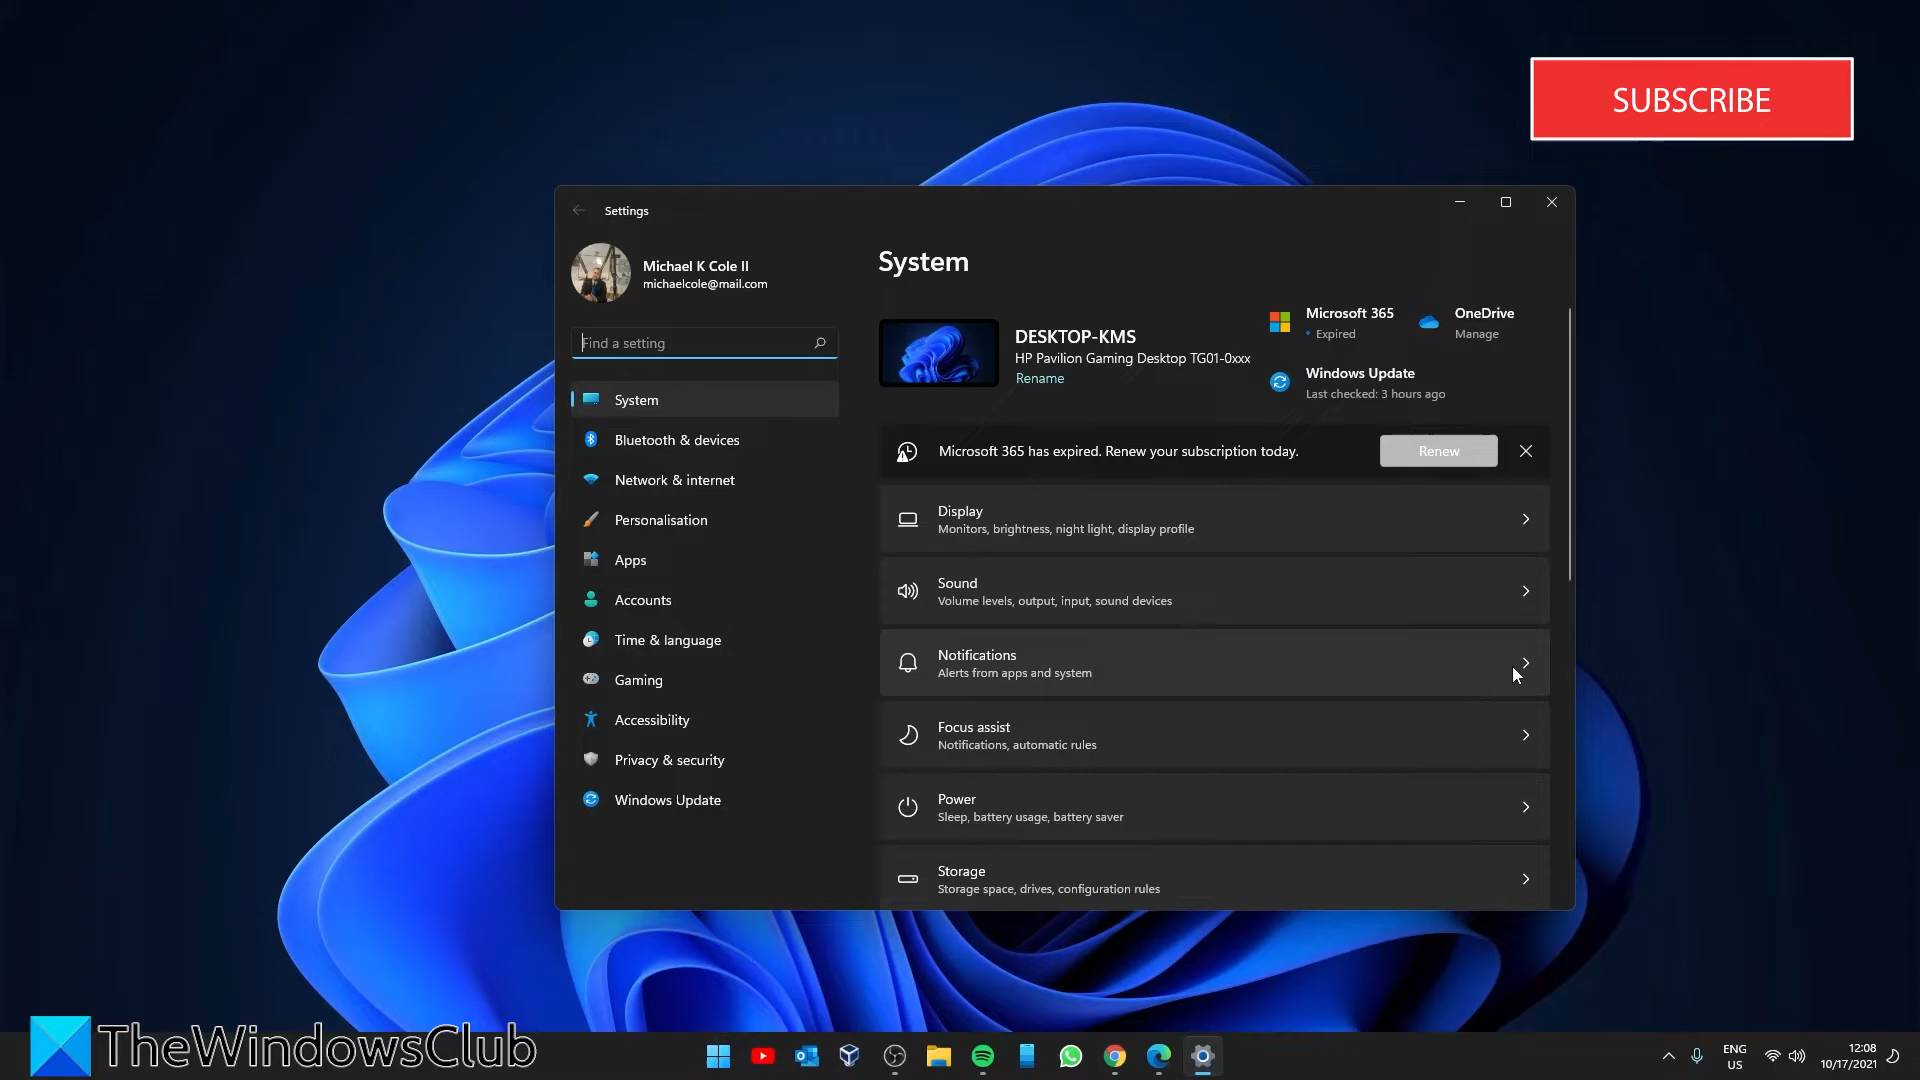 SUBSCRIBE
Settings
Michael K Cole II
michaelcole@mail.com
Find a setting
System
Bluetooth & devices
Network & internet
Personalisation
Apps
Accounts
Time & language
Gaming
Accessibility
Privacy & security
Windows Update
System
DESKTOP-KMS
HP Pavilion Gaming Desktop TG01-0xxx
Rename
Microsoft 365
• Expired
OneDrive
Manage
Windows Update
Last checked: 3 hours ago
Microsoft 365 has expired. Renew your subscription today.
Renew
Display
Monitors, brightness, night light, display profile
Sound
Volume levels, output, input, sound devices
Notifications
Alerts from apps and system
Focus assist
Notifications, automatic rules
Power
Sleep, battery usage, battery saver
Storage
Storage space, drives, configuration rules
TheWindowsClub
ENG
US
12:08
10/17/2021